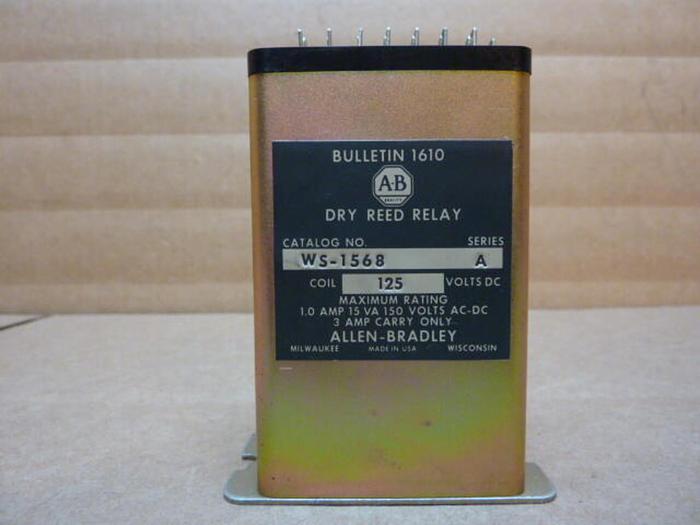 BULLETIN 1610
A-B
QUALITY
DRY REED RELAY
CATALOG NO. SERIES
WS-1568 A
COIL 125 VOLTS DC
MAXIMUM RATING
1.0 AMP 15 VA 150 VOLTS AC-DC
3 AMP CARRY ONLY
ALLEN-BRADLEY
MILWAUKEE MADE IN USA WISCONSIN